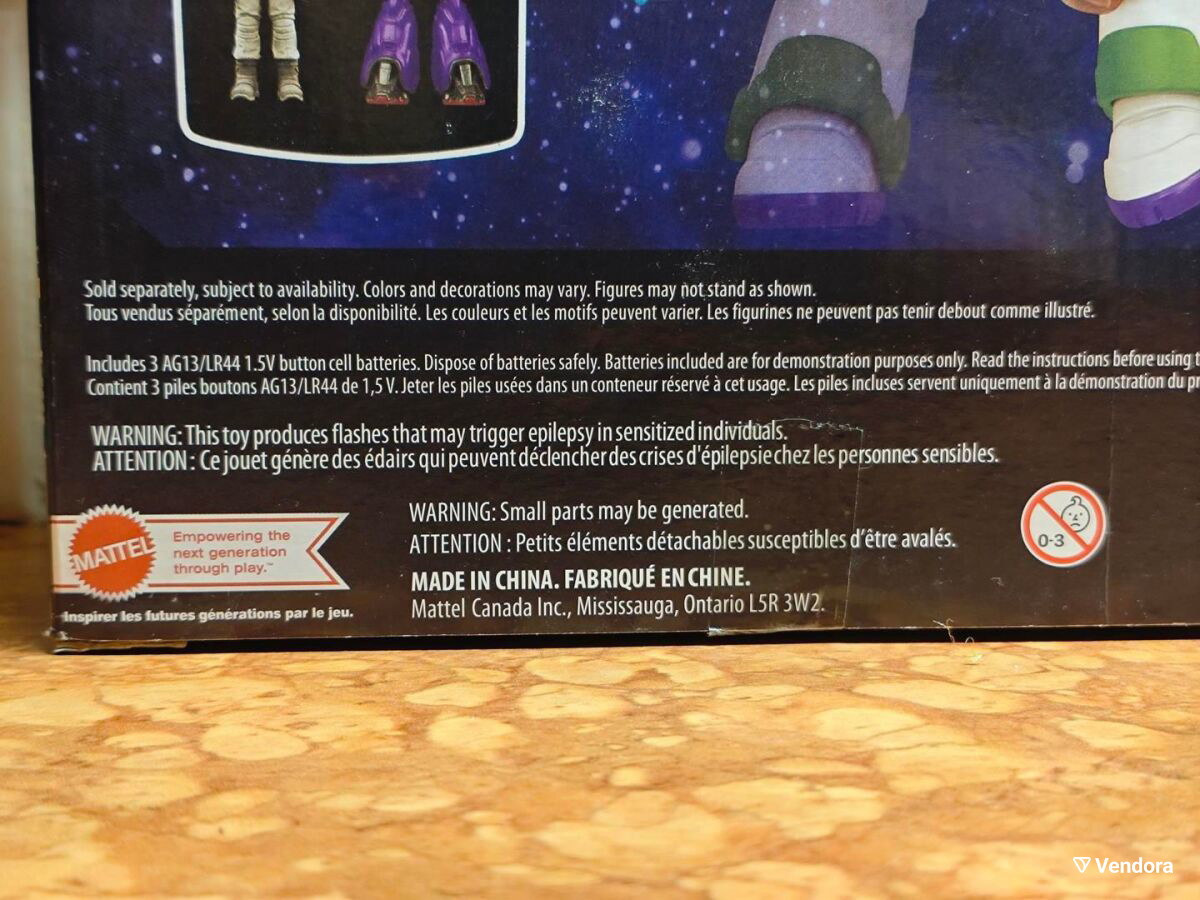 Sold separately, subject to availability. Colors and decorations may vary. Figures may not stand as shown.
Tous vendus séparément, selon la disponibilité. Les couleurs et les motifs peuvent varier. Les figurines ne peuvent pas tenir debout comme illustré.
Includes 3 AG13/LR44 1.5V button cell batteries. Dispose of batteries safely. Batteries included are for demonstration purposes only. Read the instructions before using t
Contient 3 piles boutons AG13/LR44 de 1,5 V. Jeter les piles usées dans un conteneur réservé à cet usage. Les piles incluses servent uniquement à la démonstration du pr
WARNING: This toy produces flashes that may trigger epilepsy in sensitized individuals.
ATTENTION : Ce jouet génère des édairs qui peuvent déclencher des crises d'épilepsie chez les personnes sensibles.
MATTEL
Empowering the
next generation
through play.™
Inspirer les futures générations par le jeu.
WARNING: Small parts may be generated.
ATTENTION : Petits éléments détachables susceptibles d'être avalés.
MADE IN CHINA. FABRIQUÉ EN CHINE.
Mattel Canada Inc., Mississauga, Ontario L5R 3W2.
0-3
Vendora